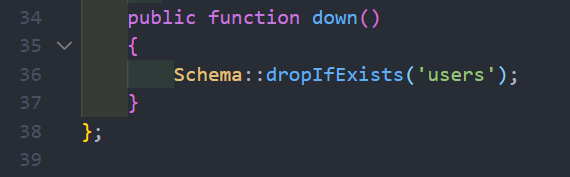 34 public function down()
35 {
36 Schema::dropIfExists('users');
37 }
38 };
39